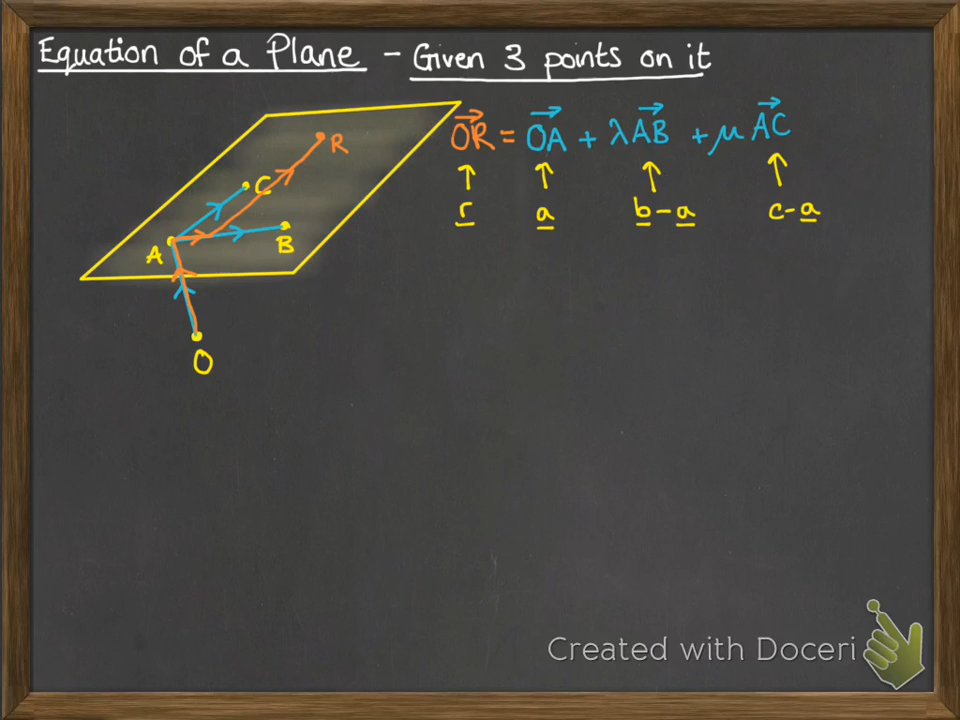 Equation of a Plane - Given 3 points on it
OR = OA + λAB + μAC
↑ ↑ ↑ ↑
r a b-a c-a
R
C
A B
O
Created with Doceri